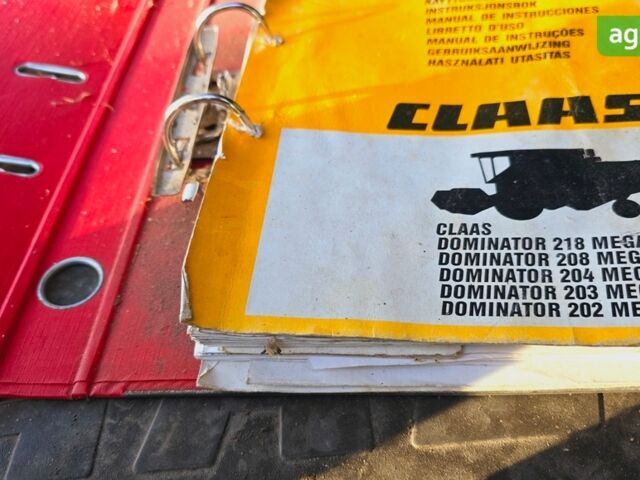 INSTRUKSJONSBOK
MANUAL DE INSTRUCCIONES
LIBRETTO D'USO
MANUAL DE INSTRUÇÕES
GEBRUIKSAANWIJZING
HASZNÁLATI UTASITÁS
ag
CLAAS
CLAAS
DOMINATOR 218 MEGA
DOMINATOR 208 MEG
DOMINATOR 204 MEG
DOMINATOR 203 ME
DOMINATOR 202 ME